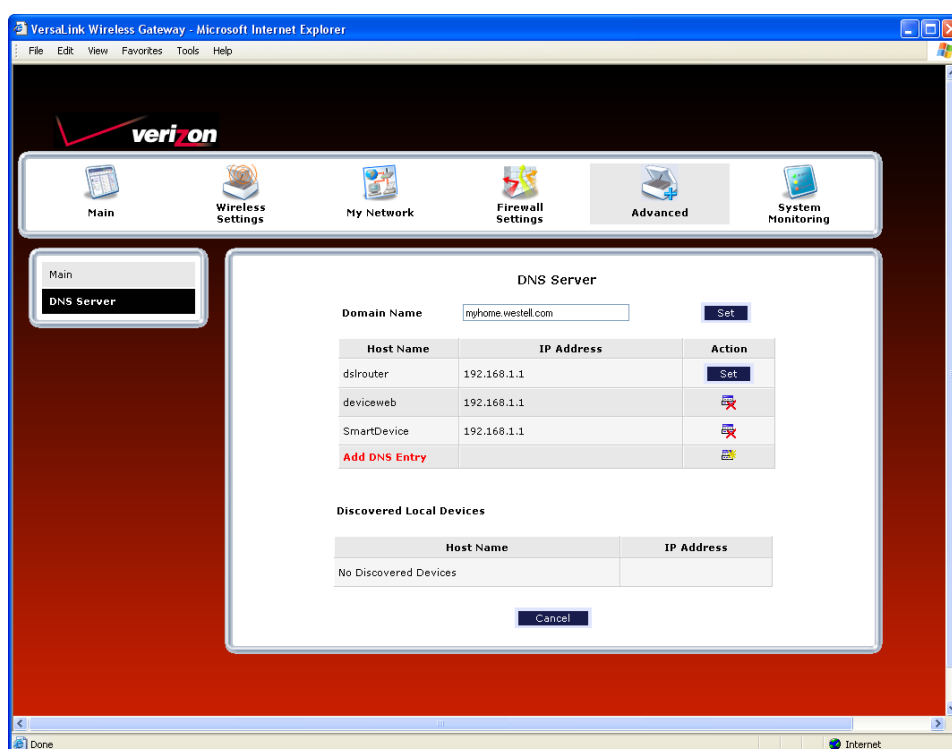 VersaLink Wireless Gateway - Microsoft Internet Explorer
File Edit View Favorites Tools Help
verizon
Main
Wireless Settings
My Network
Firewall Settings
Advanced
System Monitoring
Main
DNS Server
DNS Server
Domain Name myhome.westell.com Set
Host Name IP Address Action
dslrouter 192.168.1.1 Set
deviceweb 192.168.1.1
SmartDevice 192.168.1.1
Add DNS Entry
Discovered Local Devices
Host Name IP Address
No Discovered Devices
Cancel
Done Internet